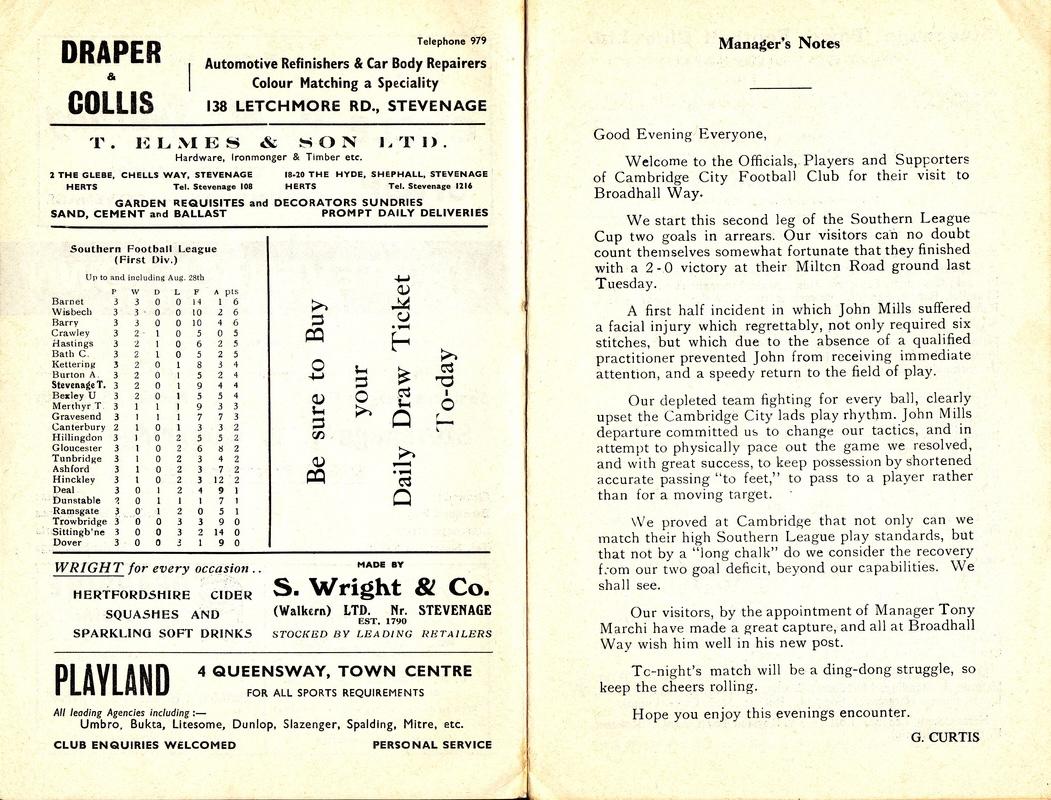 DRAPER
&
COLLIS
Telephone 979
Automotive Refinishers & Car Body Repairers
Colour Matching a Speciality
138 LETCHMORE RD., STEVENAGE
T. ELMES & SON LTD.
Hardware, Ironmonger & Timber etc.
2 THE GLEBE, CHELLS WAY, STEVENAGE
HERTS Tel. Stevenage 108
18-20 THE HYDE, SHEPHALL, STEVENAGE
HERTS Tel. Stevenage 1216
GARDEN REQUISITES and DECORATORS SUNDRIES
SAND, CEMENT and BALLAST PROMPT DAILY DELIVERIES
Southern Football League
(First Div.)
Up to and including Aug. 28th
P W D L F A pts
Barnet 3 3 0 0 14 1 6
Wisbech 3 3 0 0 10 2 6
Barry 3 3 0 0 10 4 6
Crawley 3 2 1 0 5 0 5
Hastings 3 2 1 0 6 2 5
Bath C. 3 2 1 0 5 2 5
Kettering 3 2 0 1 8 3 4
Burton A. 3 2 0 1 5 2 4
Stevenage T. 3 2 0 1 9 4 4
Bexley U 3 2 0 1 5 5 4
Merthyr T. 3 1 1 1 9 3 3
Gravesend 3 1 1 1 7 7 3
Canterbury 2 1 0 1 3 3 2
Hillingdon 3 1 0 2 5 5 2
Gloucester 3 1 0 2 6 8 2
Tunbridge 3 1 0 2 3 4 2
Ashford 3 1 0 2 3 7 2
Hinckley 3 1 0 2 3 12 2
Deal 3 0 1 2 4 9 1
Dunstable 2 0 1 1 1 7 1
Ramsgate 3 0 1 2 0 5 1
Trowbridge 3 0 0 3 3 9 0
Sittingb'ne 3 0 0 3 2 14 0
Dover 3 0 0 3 1 9 0
Be sure to Buy
your
Daily Draw Ticket
To-day
WRIGHT for every occasion . .
HERTFORDSHIRE CIDER
SQUASHES AND
SPARKLING SOFT DRINKS
MADE BY
S. Wright & Co.
(Walkern) LTD. Nr. STEVENAGE
EST. 1790
STOCKED BY LEADING RETAILERS
PLAYLAND
4 QUEENSWAY, TOWN CENTRE
FOR ALL SPORTS REQUIREMENTS
All leading Agencies including :—
Umbro, Bukta, Litesome, Dunlop, Slazenger, Spalding, Mitre, etc.
CLUB ENQUIRIES WELCOMED PERSONAL SERVICE
Manager's Notes
Good Evening Everyone,
Welcome to the Officials, Players and Supporters
of Cambridge City Football Club for their visit to
Broadhall Way.
We start this second leg of the Southern League
Cup two goals in arrears. Our visitors can no doubt
count themselves somewhat fortunate that they finished
with a 2-0 victory at their Milton Road ground last
Tuesday.
A first half incident in which John Mills suffered
a facial injury which regrettably, not only required six
stitches, but which due to the absence of a qualified
practitioner prevented John from receiving immediate
attention, and a speedy return to the field of play.
Our depleted team fighting for every ball, clearly
upset the Cambridge City lads play rhythm. John Mills
departure committed us to change our tactics, and in
attempt to physically pace out the game we resolved,
and with great success, to keep possession by shortened
accurate passing "to feet," to pass to a player rather
than for a moving target.
We proved at Cambridge that not only can we
match their high Southern League play standards, but
that not by a "long chalk" do we consider the recovery
from our two goal deficit, beyond our capabilities. We
shall see.
Our visitors, by the appointment of Manager Tony
Marchi have made a great capture, and all at Broadhall
Way wish him well in his new post.
To-night's match will be a ding-dong struggle, so
keep the cheers rolling.
Hope you enjoy this evenings encounter.
G. CURTIS